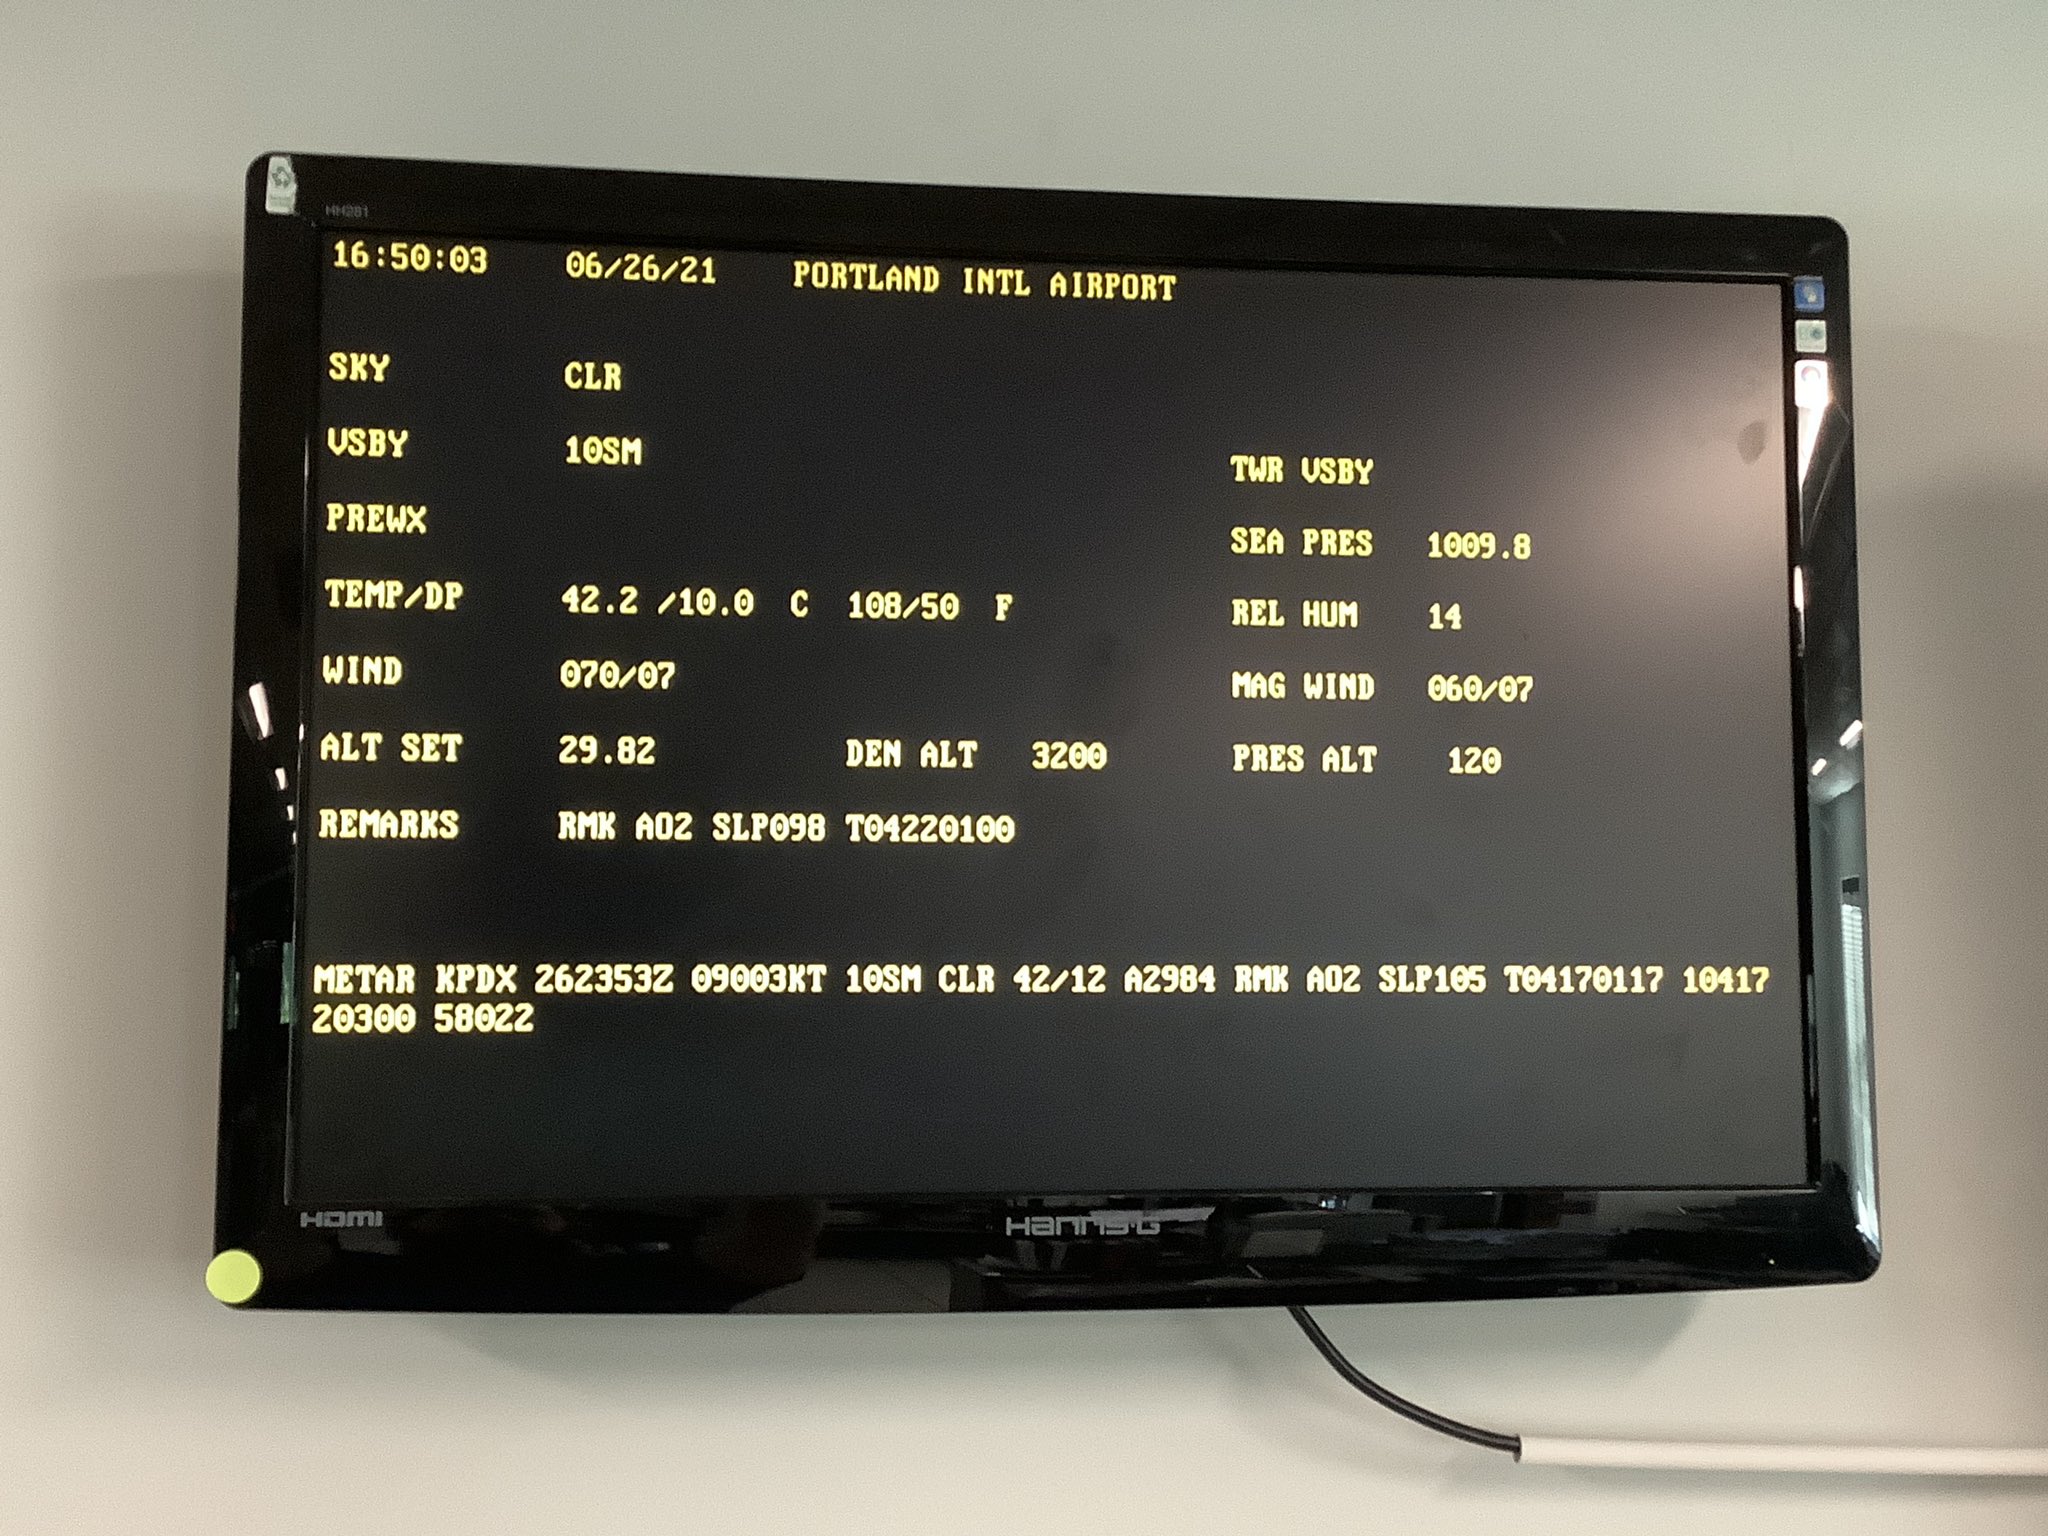 HH281
16:50:03 06/26/21 PORTLAND INTL AIRPORT
SKY CLR
VSBY 10SM TWR VSBY
PREWX SEA PRES 1009.8
TEMP/DP 42.2 /10.0 C 108/50 F REL HUM 14
WIND 070/07 MAG WIND 060/07
ALT SET 29.82 DEN ALT 3200 PRES ALT 120
REMARKS RMK AO2 SLP098 T04220100
METAR KPDX 262353Z 09003KT 10SM CLR 42/12 A2984 RMK AO2 SLP105 T04170117 10417
20300 58022
HDMI Hanns·G